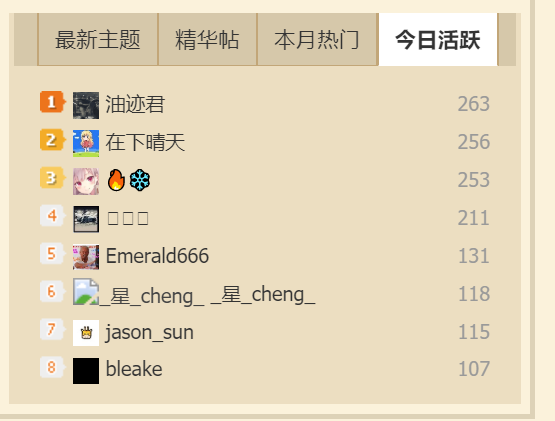 最新主题 精华帖 本月热门 今日活跃
1 油迹君 263
2 在下晴天 256
3 🔥❄ 253
4 □□□ 211
5 Emerald666 131
6 _星_cheng_ _星_cheng_ 118
7 jason_sun 115
8 bleake 107